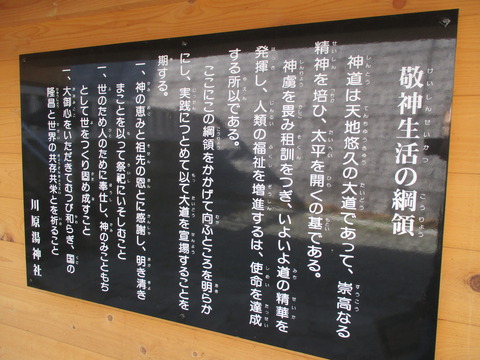 敬神生活の綱領
神道は天地悠久の大道であって、崇高なる
精神を培ひ、太平を開くの基である。
神慮を畏み祖訓をつぎ、いよいよ道の精華を
発揮し、人類の福祉を増進するは、使命を達成
する所以である。
ここにこの綱領をかかげて向ふところを明らか
にし、実践につとめて以て大道を宣揚することを
期する。
一、神の恵みと祖先の恩とに感謝し、明き清き
まことを以って祭祀にいそしむこと
一、世のため人のために奉仕し、神のみこともち
として世をつくり固め成すこと
一、大御心をいただきてむつび和らぎ、国の
隆昌と世界の共存共栄とを祈ること
川原湯神社